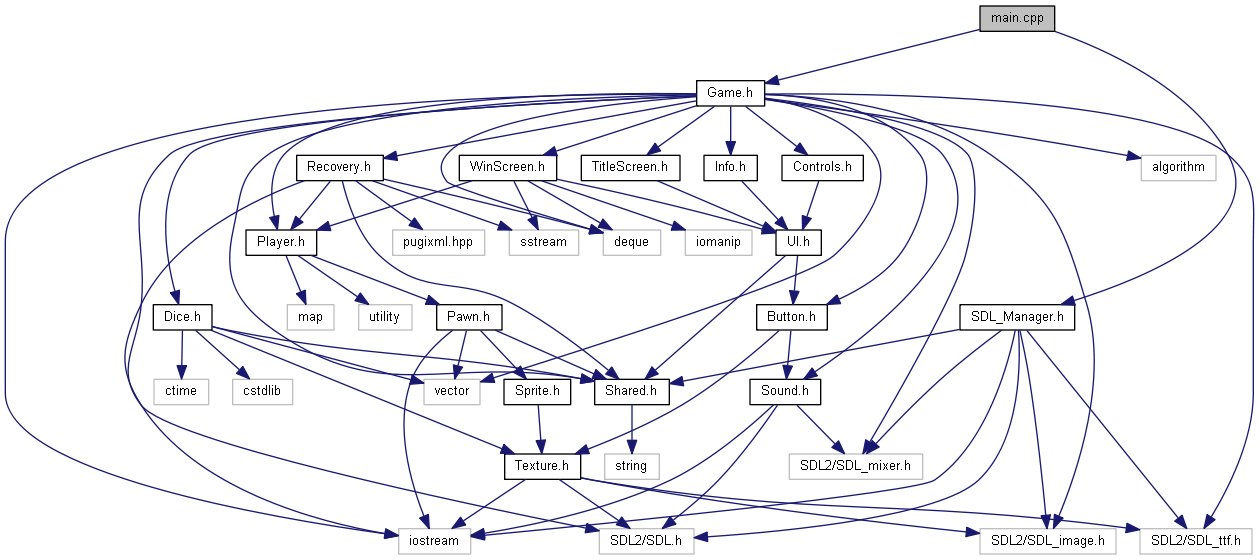 main.cpp
Game.h
Recovery.h
WinScreen.h
TitleScreen.h
Info.h
Controls.h
algorithm
Player.h
pugixml.hpp
sstream
deque
iomanip
UI.h
Dice.h
map
utility
Pawn.h
Button.h
SDL_Manager.h
ctime
cstdlib
vector
Sprite.h
Shared.h
Sound.h
Texture.h
string
SDL2/SDL_mixer.h
iostream
SDL2/SDL.h
SDL2/SDL_image.h
SDL2/SDL_ttf.h